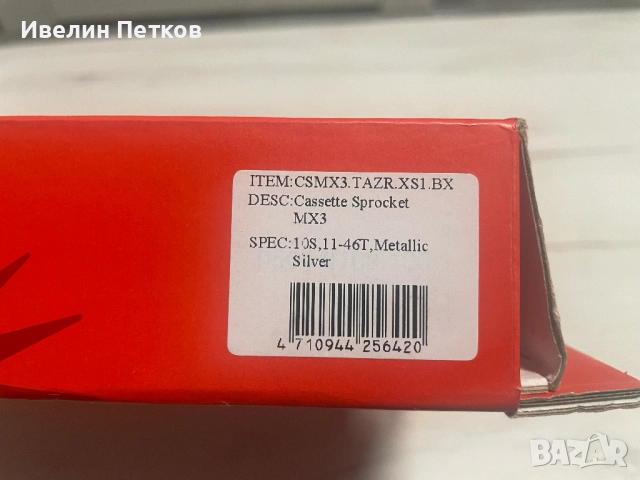 Ивелин Петков
ITEM:CSMX3.TAZR.XS1.BX
DESC:Cassette Sprocket
MX3
SPEC:10S,11-46T,Metallic
Silver
4 710944 256420
BAZAR